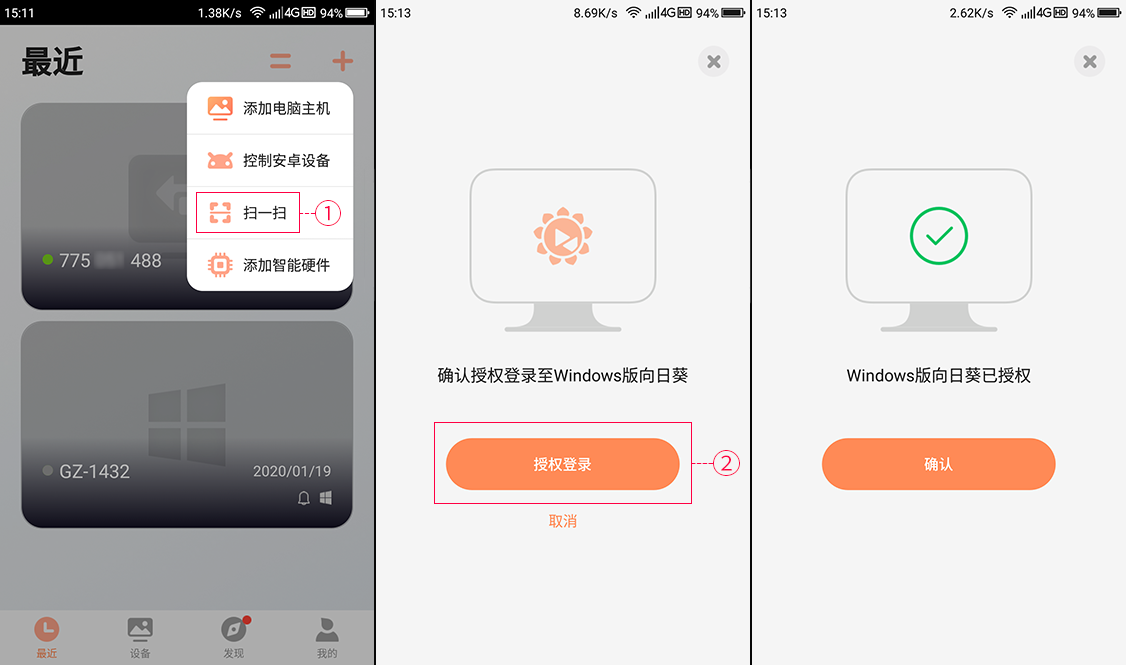 15:11
1.38K/s
4G HD 94%
最近
添加电脑主机
控制安卓设备
扫一扫
1
添加智能硬件
775
488
GZ-1432
2020/01/19
最近
设备
发现
我的
15:13
8.69K/s
4G HD 94%
确认授权登录至Windows版向日葵
授权登录
2
取消
15:13
2.62K/s
4G HD 94%
Windows版向日葵已授权
确认